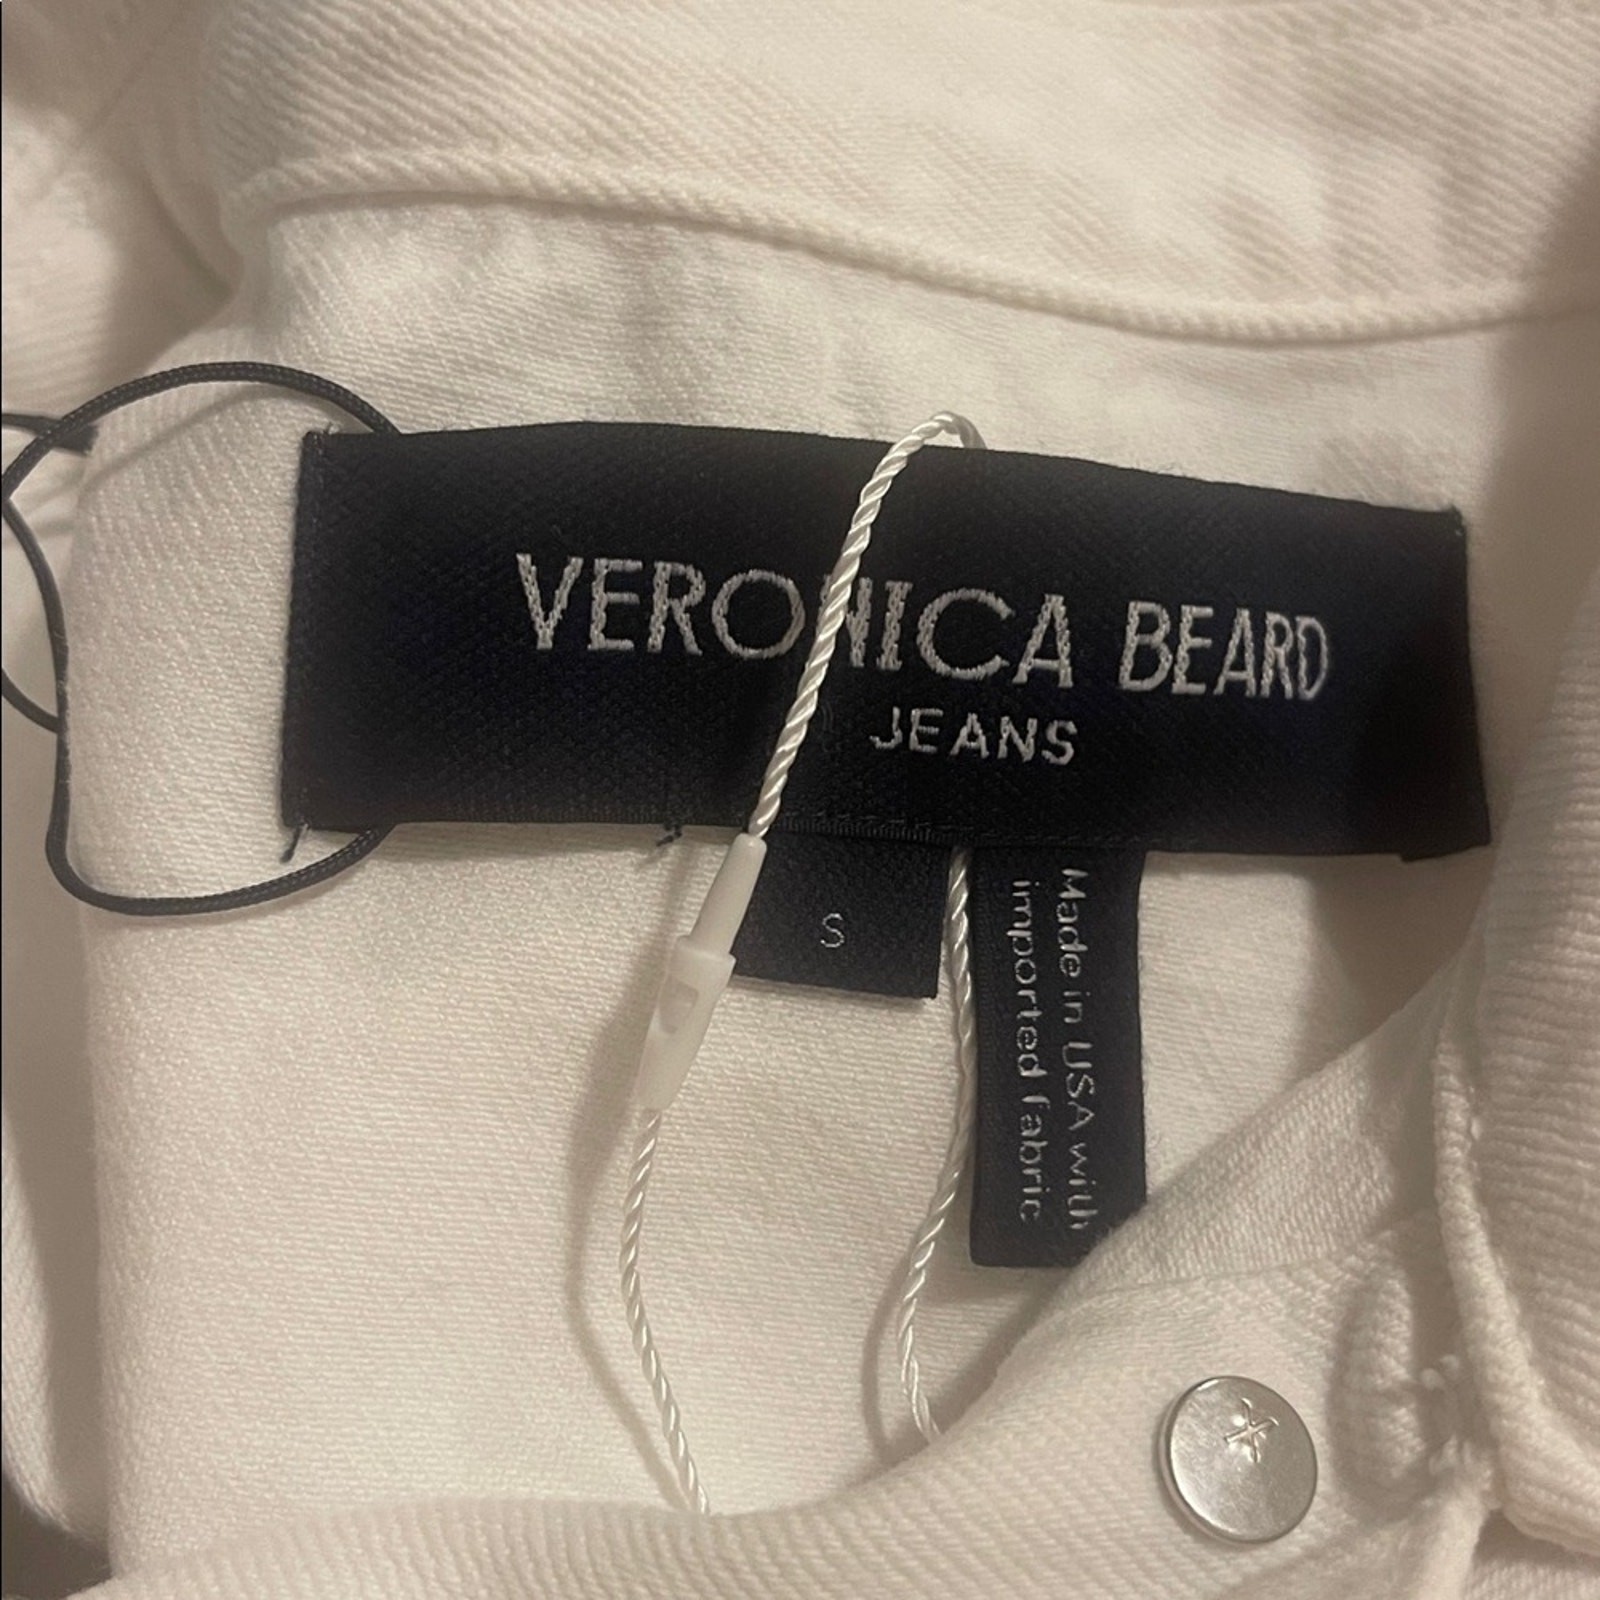 VERONICA BEARD
JEANS
S
Made in USA with
imported fabric